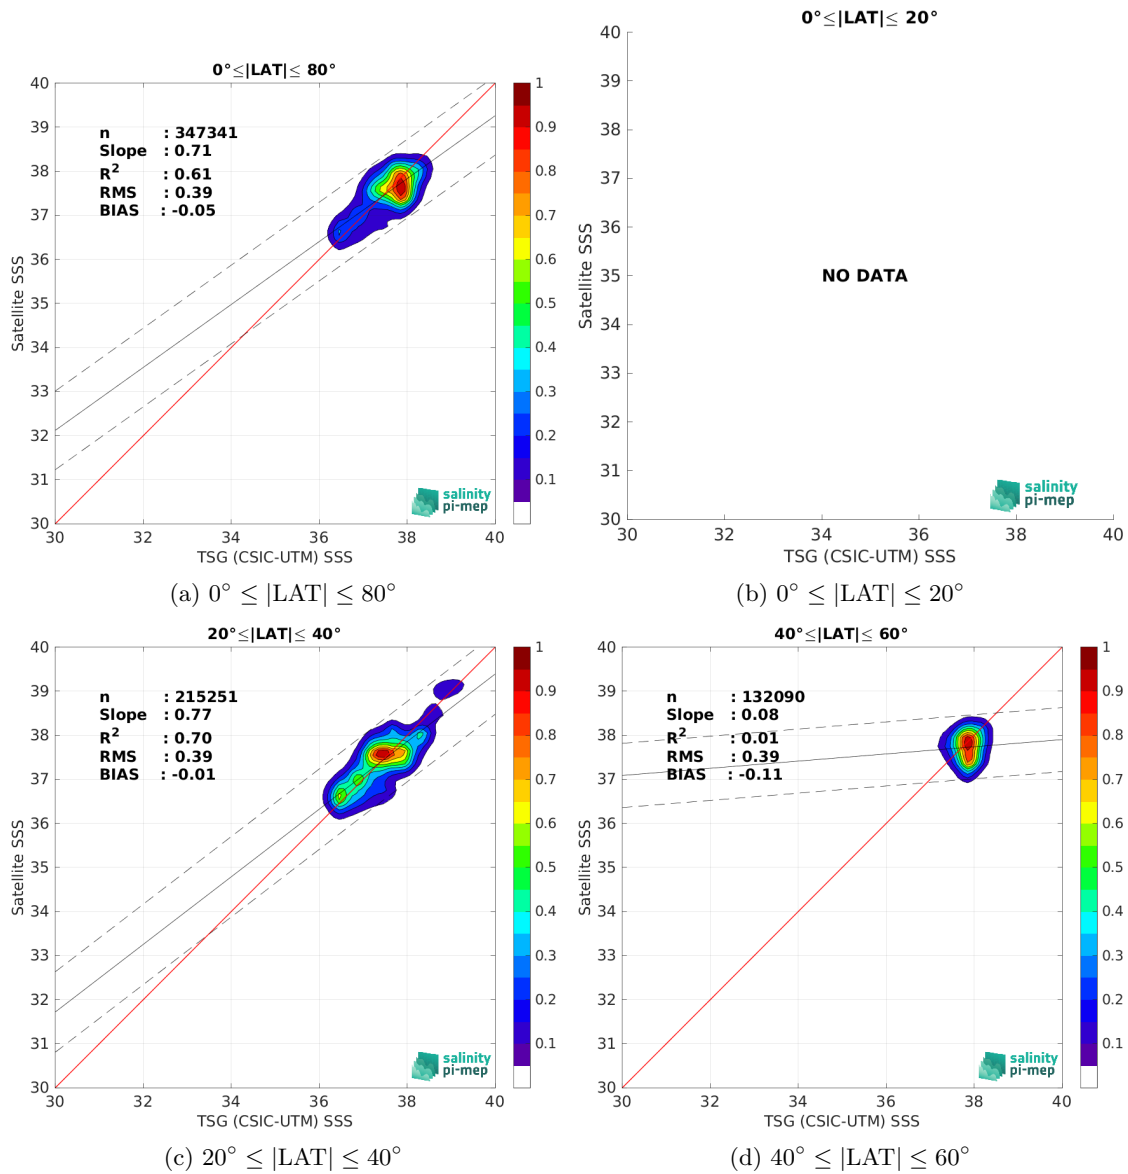 0°≤|LAT|≤ 80°
40
39
38
37
36
35
34
33
32
31
30
30 32 34 36 38 40
Satellite SSS
TSG (CSIC-UTM) SSS
n : 347341
Slope : 0.71
R² : 0.61
RMS : 0.39
BIAS : -0.05
salinity
pi-mep
1
0.9
0.8
0.7
0.6
0.5
0.4
0.3
0.2
0.1
(a) 0° ≤ |LAT| ≤ 80°
0°≤|LAT|≤ 20°
40
39
38
37
36
35
34
33
32
31
30
30 32 34 36 38 40
Satellite SSS
TSG (CSIC-UTM) SSS
NO DATA
salinity
pi-mep
(b) 0° ≤ |LAT| ≤ 20°
20°≤|LAT|≤ 40°
40
39
38
37
36
35
34
33
32
31
30
30 32 34 36 38 40
Satellite SSS
TSG (CSIC-UTM) SSS
n : 215251
Slope : 0.77
R² : 0.70
RMS : 0.39
BIAS : -0.01
salinity
pi-mep
1
0.9
0.8
0.7
0.6
0.5
0.4
0.3
0.2
0.1
(c) 20° ≤ |LAT| ≤ 40°
40°≤|LAT|≤ 60°
40
39
38
37
36
35
34
33
32
31
30
30 32 34 36 38 40
Satellite SSS
TSG (CSIC-UTM) SSS
n : 132090
Slope : 0.08
R² : 0.01
RMS : 0.39
BIAS : -0.11
salinity
pi-mep
1
0.9
0.8
0.7
0.6
0.5
0.4
0.3
0.2
0.1
(d) 40° ≤ |LAT| ≤ 60°